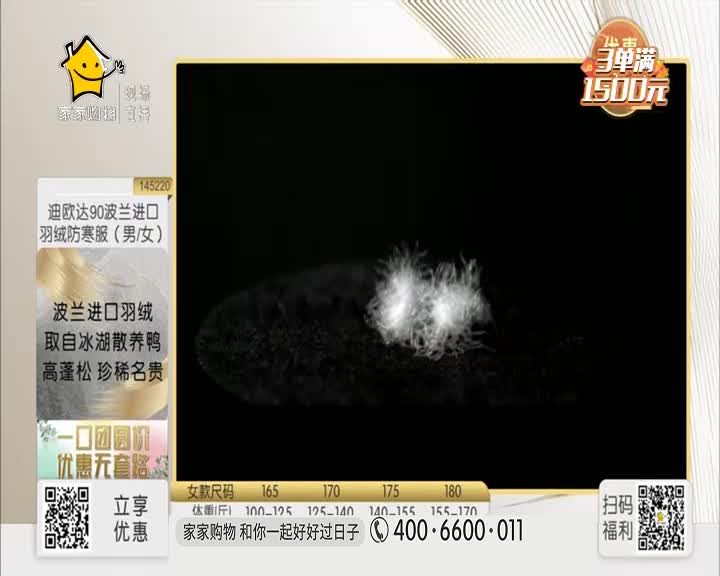 家家购物
现场
直播
优惠
3单满
1500元
145220
迪欧达90波兰进口
羽绒防寒服（男/女）
波兰进口羽绒
取自冰湖散养鸭
高蓬松 珍稀名贵
一口团圆价
优惠无套路
立享
优惠
女款尺码 165 170 175 180
体重(斤) 100-125 125-140 140-155 155-170
家家购物 和你一起好好过日子 400·6600·011
扫码
福利